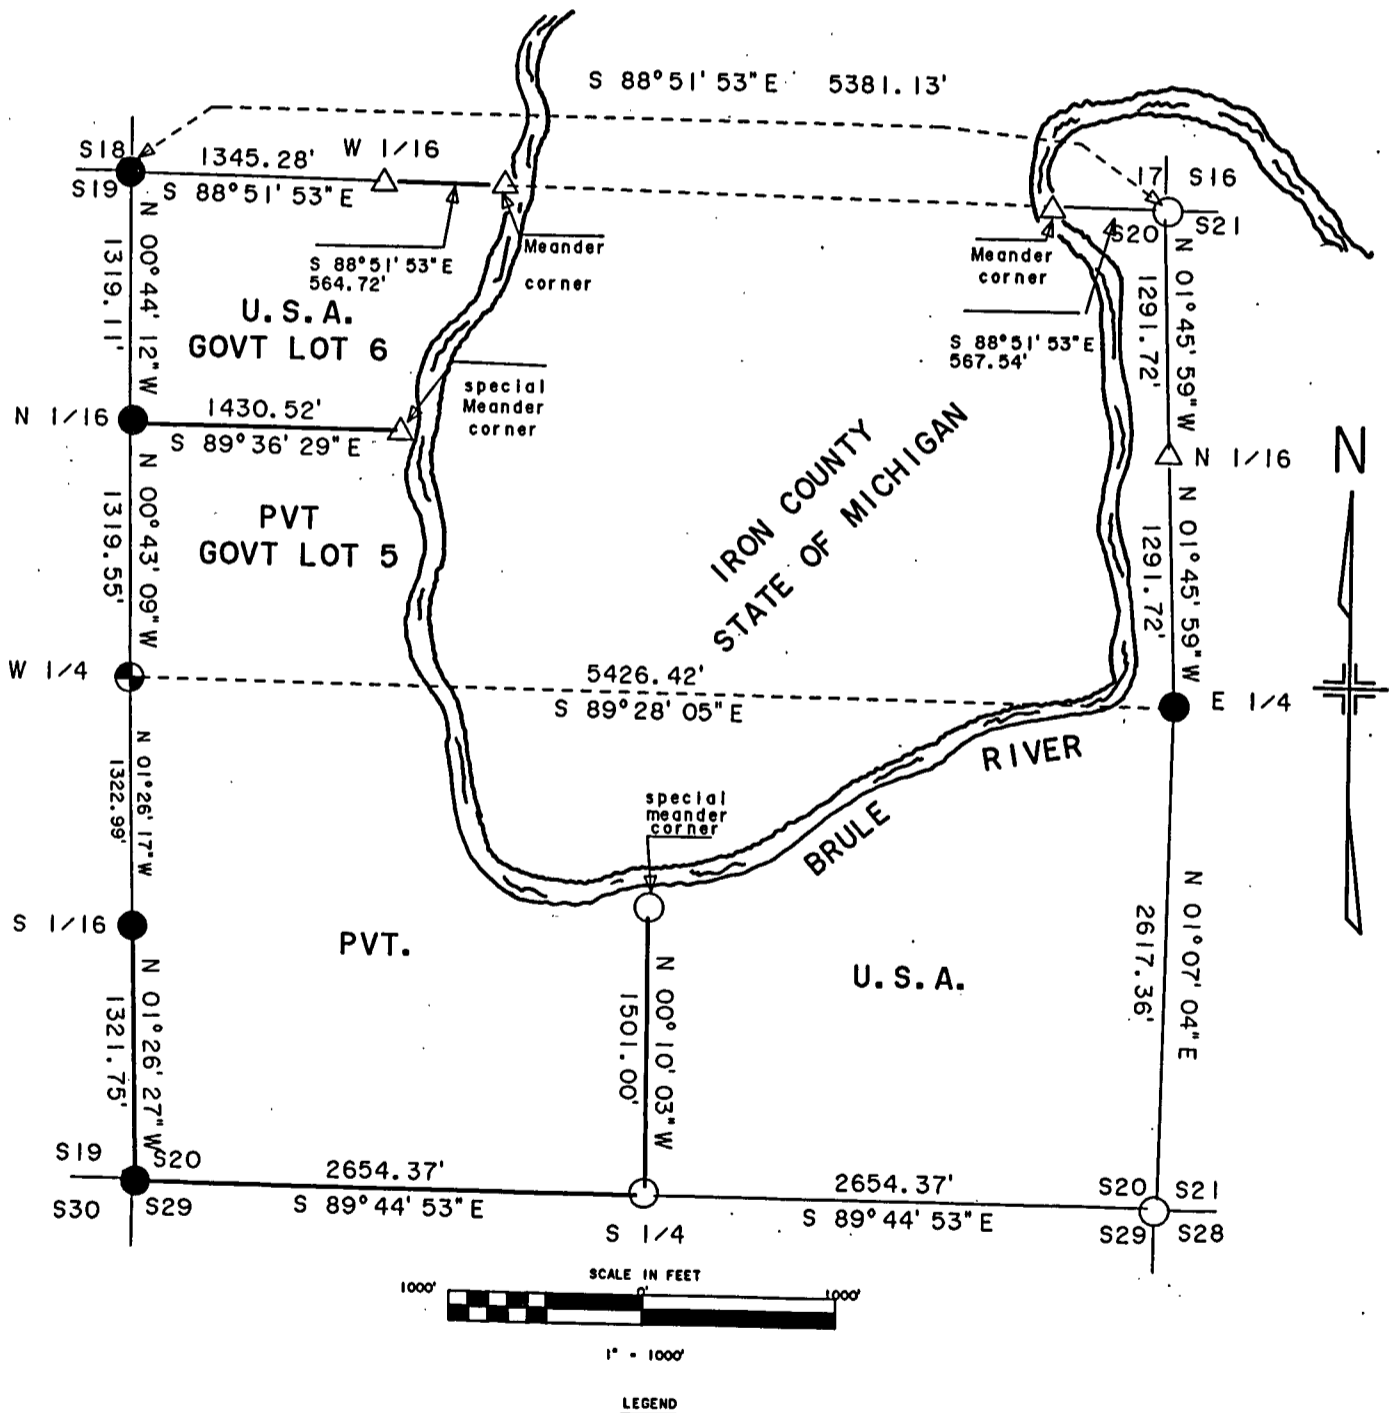 S 88°51'53"E 5381.13'
S18
S19
1345.28'
S 88°51'53"E
W 1/16
S 88°51'53"E
564.72'
Meander
corner
17 S16
S20 S21
Meander
corner
S 88°51'53"E
567.54'
N 00°44'12"W
1319.11'
U.S.A.
GOVT LOT 6
N 01°45'59"W
1291.72'
special
Meander
corner
N 1/16
1430.52'
S 89°36'29"E
N 1/16
N
IRON COUNTY
STATE OF MICHIGAN
N 00°43'09"W
1319.55'
PVT
GOVT LOT 5
N 01°45'59"W
1291.72'
W 1/4
5426.42'
S 89°28'05"E
E 1/4
N 01°26'17"W
1322.99'
BRULE RIVER
special
meander
corner
S 1/16
PVT.
U.S.A.
N 01°07'04"E
2617.36'
N 01°26'27"W
1321.75'
N 00°10'03"W
1501.00'
S19 S20
S30 S29
2654.37'
S 89°44'53"E
S 1/4
2654.37'
S 89°44'53"E
S20 S21
S29 S28
SCALE IN FEET
1000' 0' 1000'
1" - 1000'
LEGEND